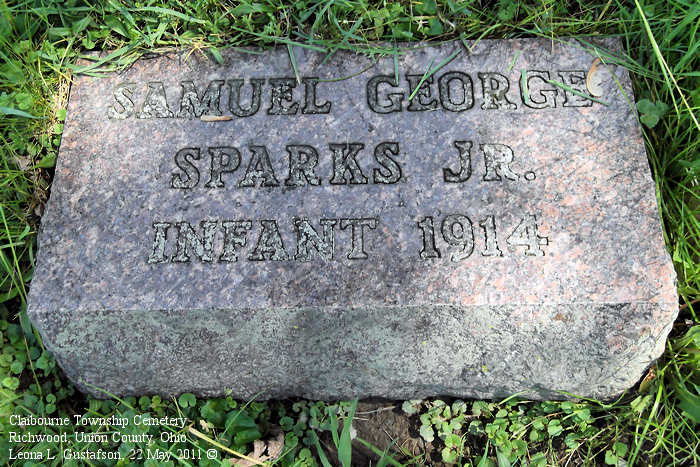 SAMUEL GEORGE
SPARKS JR.
INFANT 1914
Claibourne Township Cemetery
Richwood, Union County, Ohio
Leona L. Gustafson, 22 May 2011 ©